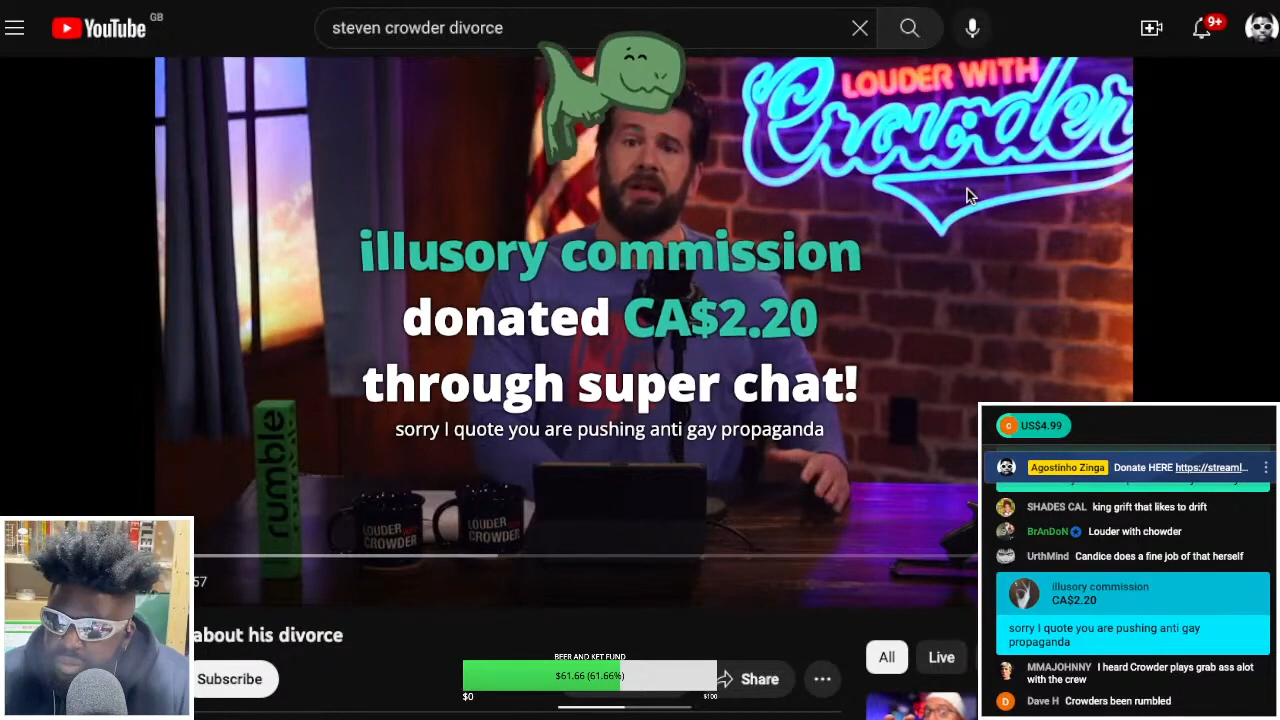 YouTube
GB
steven crowder divorce
9+
LOUDER WITH
Crowder
illusory commission
donated CA$2.20
through super chat!
sorry I quote you are pushing anti gay propaganda
rumble
LOUDER
CROWDER
LOUDER
CROWDER
57
about his divorce
Subscribe
BEER AND KET FUND
$61.66 (61.66%)
$0
$100
Share
All
Live
C US$4.99
Agostinho Zinga Donate HERE https://streaml...
SHADES CAL king grift that likes to drift
BrAnDoN Louder with chowder
UrthMind Candice does a fine job of that herself
illusory commission
CA$2.20
sorry I quote you are pushing anti gay
propaganda
MMAJOHNNY I heard Crowder plays grab ass alot
with the crew
D Dave H Crowders been rumbled